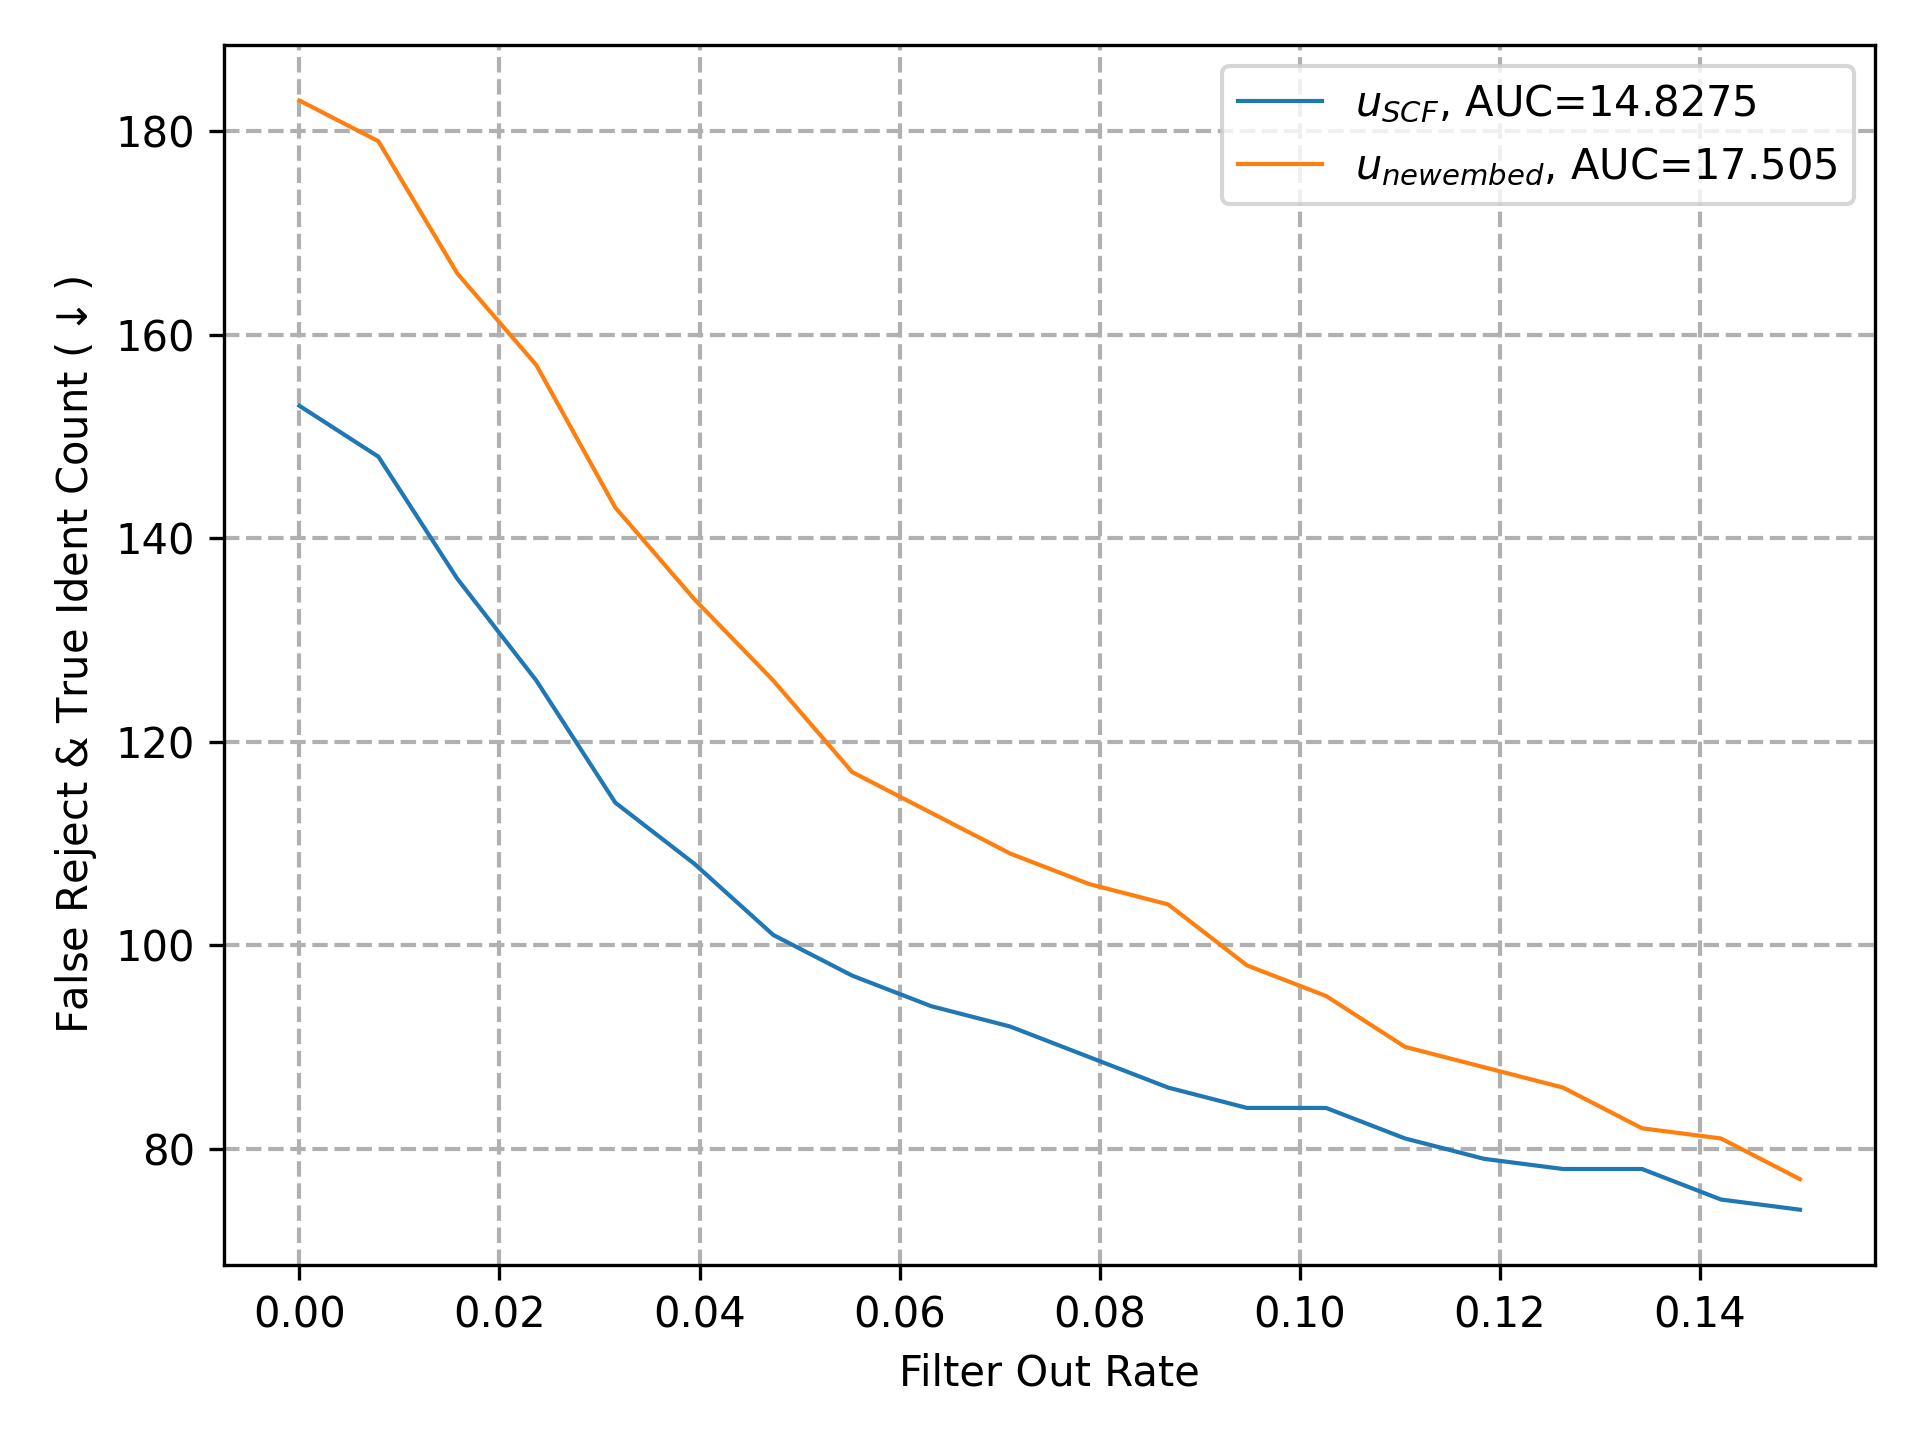 u_SCF, AUC=14.8275
u_newembed, AUC=17.505
False Reject & True Ident Count (↓)
180
160
140
120
100
80
0.00 0.02 0.04 0.06 0.08 0.10 0.12 0.14
Filter Out Rate